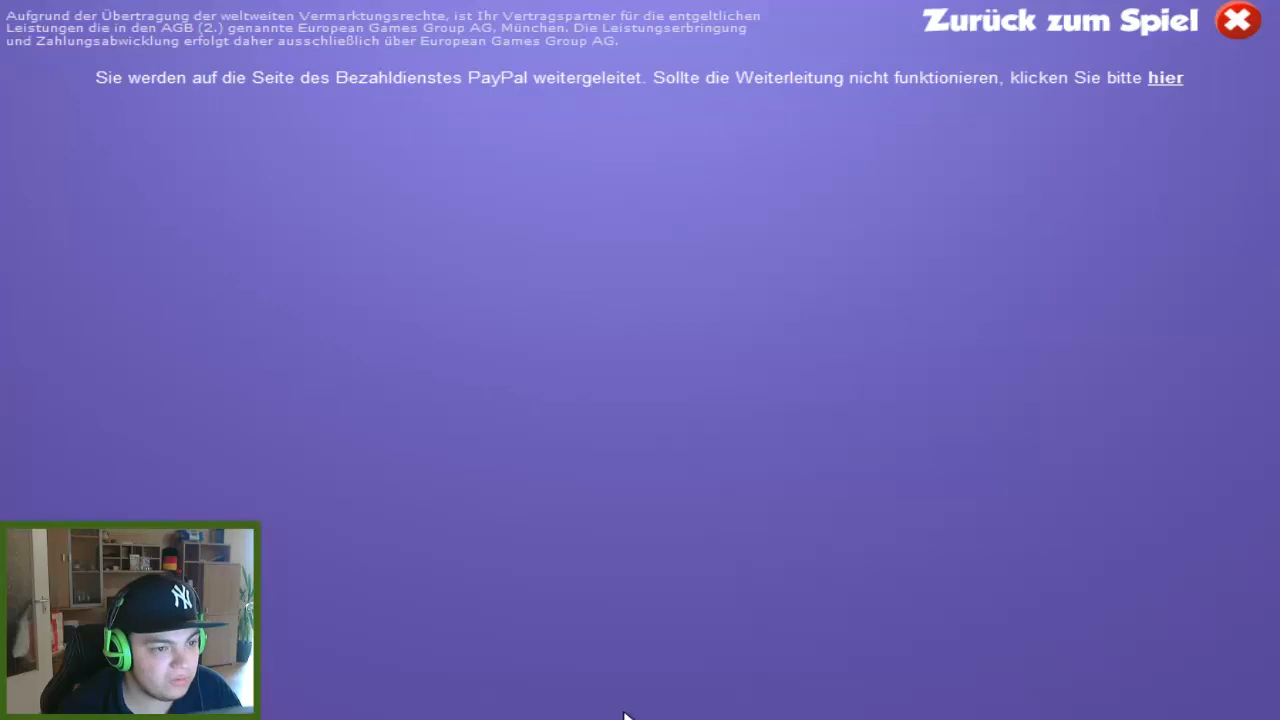 Aufgrund der Übertragung der weltweiten Vermarktungsrechte, ist Ihr Vertragspartner für die entgeltlichen
Leistungen die in den AGB (2.) genannte European Games Group AG, München. Die Leistungserbringung
und Zahlungsabwicklung erfolgt daher ausschließlich über European Games Group AG.
Zurück zum Spiel
Sie werden auf die Seite des Bezahldienstes PayPal weitergeleitet. Sollte die Weiterleitung nicht funktionieren, klicken Sie bitte hier
NY